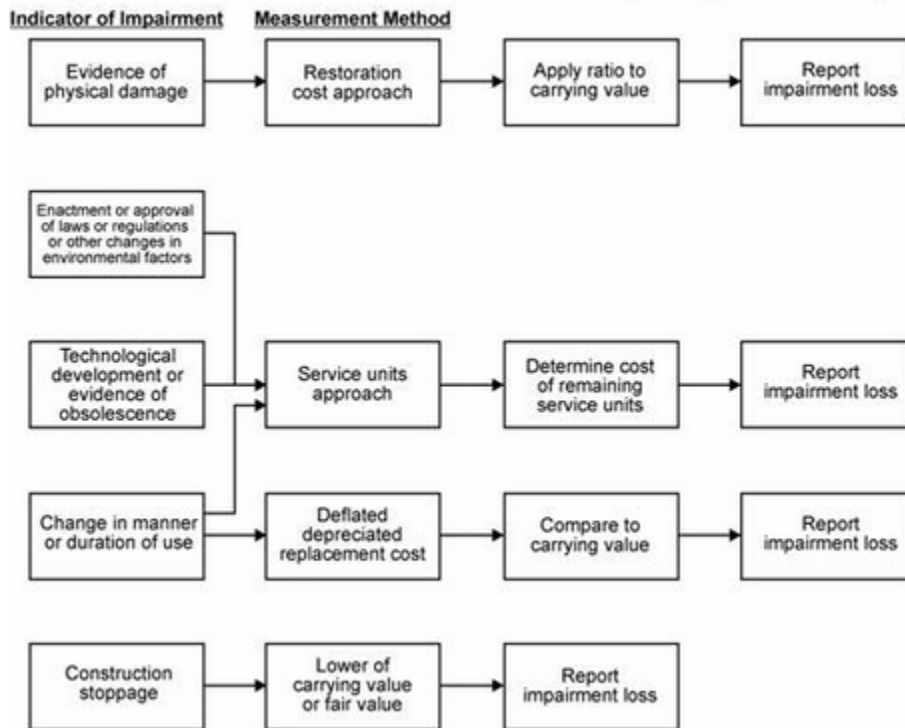 Indicator of Impairment
Measurement Method
Evidence of
physical damage
Restoration
cost approach
Apply ratio to
carrying value
Report
impairment loss
Enactment or approval
of laws or regulations
or other changes in
environmental factors
Technological
development or
evidence of
obsolescence
Service units
approach
Determine cost
of remaining
service units
Report
impairment loss
Change in manner
or duration of use
Deflated
depreciated
replacement cost
Compare to
carrying value
Report
impairment loss
Construction
stoppage
Lower of
carrying value
or fair value
Report
impairment loss